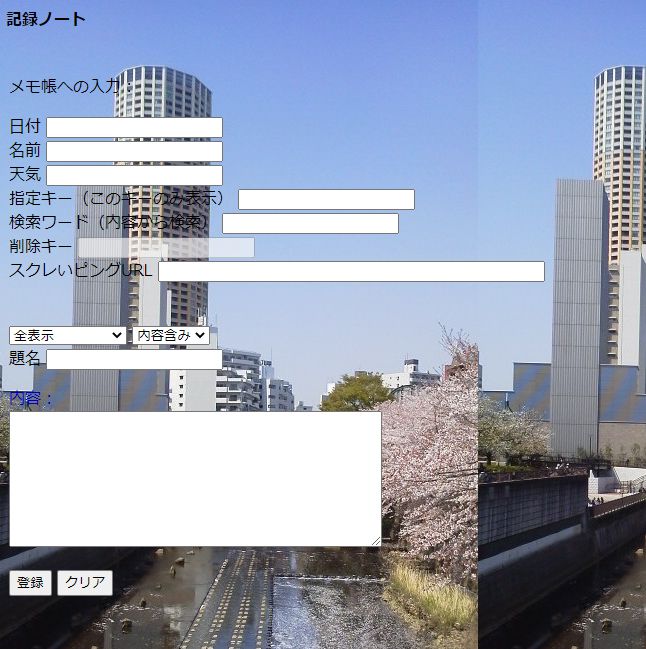 記録ノート
メモ帳への入力：
日付
名前
天気
指定キー（このキーのみ表示）
検索ワード（内容から検索）
削除キー
スクレいピングURL
全表示 内容含み
題名
内容：
登録 クリア